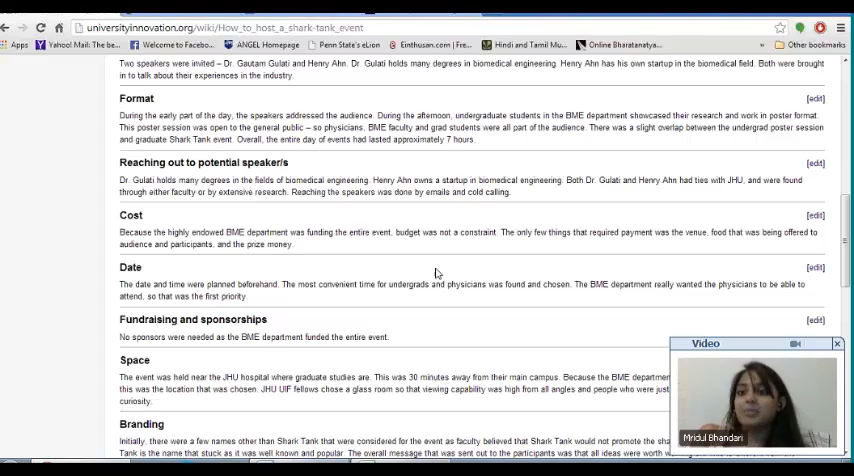 universityinnovation.org/wiki/How_to_host_a_shark-tank_event
Apps Yahoo! Mail: The be... Welcome to Facebo... ANGEL Homepage Penn State's eLion Einthusan.com | Fre... Hindi and Tamil Mu... Online Bharatanatya... Other bookmarks
Two speakers were invited – Dr. Gautam Gulati and Henry Ahn. Dr. Gulati holds many degrees in biomedical engineering. Henry Ahn has his own startup in the biomedical field. Both were brought
in to talk about their experiences in the industry.
Format [edit]
During the early part of the day, the speakers addressed the audience. During the afternoon, undergraduate students in the BME department showcased their research and work in poster format.
This poster session was open to the general public – so physicians, BME faculty and grad students were all part of the audience. There was a slight overlap between the undergrad poster session
and graduate Shark Tank event. Overall, the entire day of events had lasted approximately 7 hours.
Reaching out to potential speaker/s [edit]
Dr. Gulati holds many degrees in the fields of biomedical engineering. Henry Ahn owns a startup in biomedical engineering. Both Dr. Gulati and Henry Ahn had ties with JHU, and were found
through either faculty or by extensive research. Reaching the speakers was done by emails and cold calling.
Cost [edit]
Because the highly endowed BME department was funding the entire event, budget was not a constraint. The only few things that required payment was the venue, food that was being offered to
audience and participants, and the prize money.
Date [edit]
The date and time were planned beforehand. The most convenient time for undergrads and physicians was found and chosen. The BME department really wanted the physicians to be able to
attend, so that was the first priority.
Fundraising and sponsorships [edit]
No sponsors were needed as the BME department funded the entire event.
Video
Space
The event was held near the JHU hospital where graduate studies are. This was 30 minutes away from their main campus. Because the BME department
this was the location that was chosen. JHU UIF fellows chose a glass room so that viewing capability was high from all angles and people who were just
curiosity.
Mridul Bhandari
Branding
Initially, there were a few names other than Shark Tank that were considered for the event as faculty believed that Shark Tank would not promote the
Tank is the name that stuck as it was well known and popular. The overall message that was sent out to the participants was that all ideas were worth